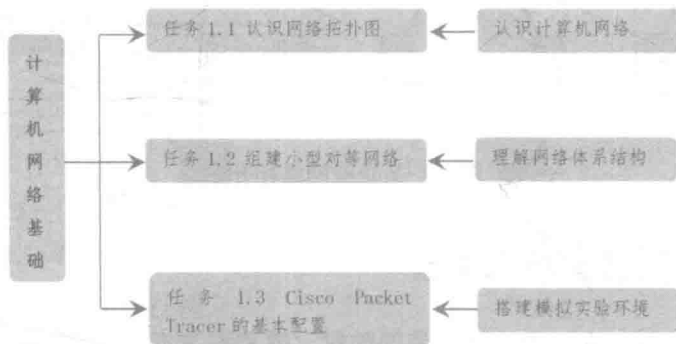 计算机网络基础
任务 1.1 认识网络拓扑图
认识计算机网络
任务 1.2 组建小型对等网络
理解网络体系结构
任务 1.3 Cisco Packet
Tracer 的基本配置
搭建模拟实验环境